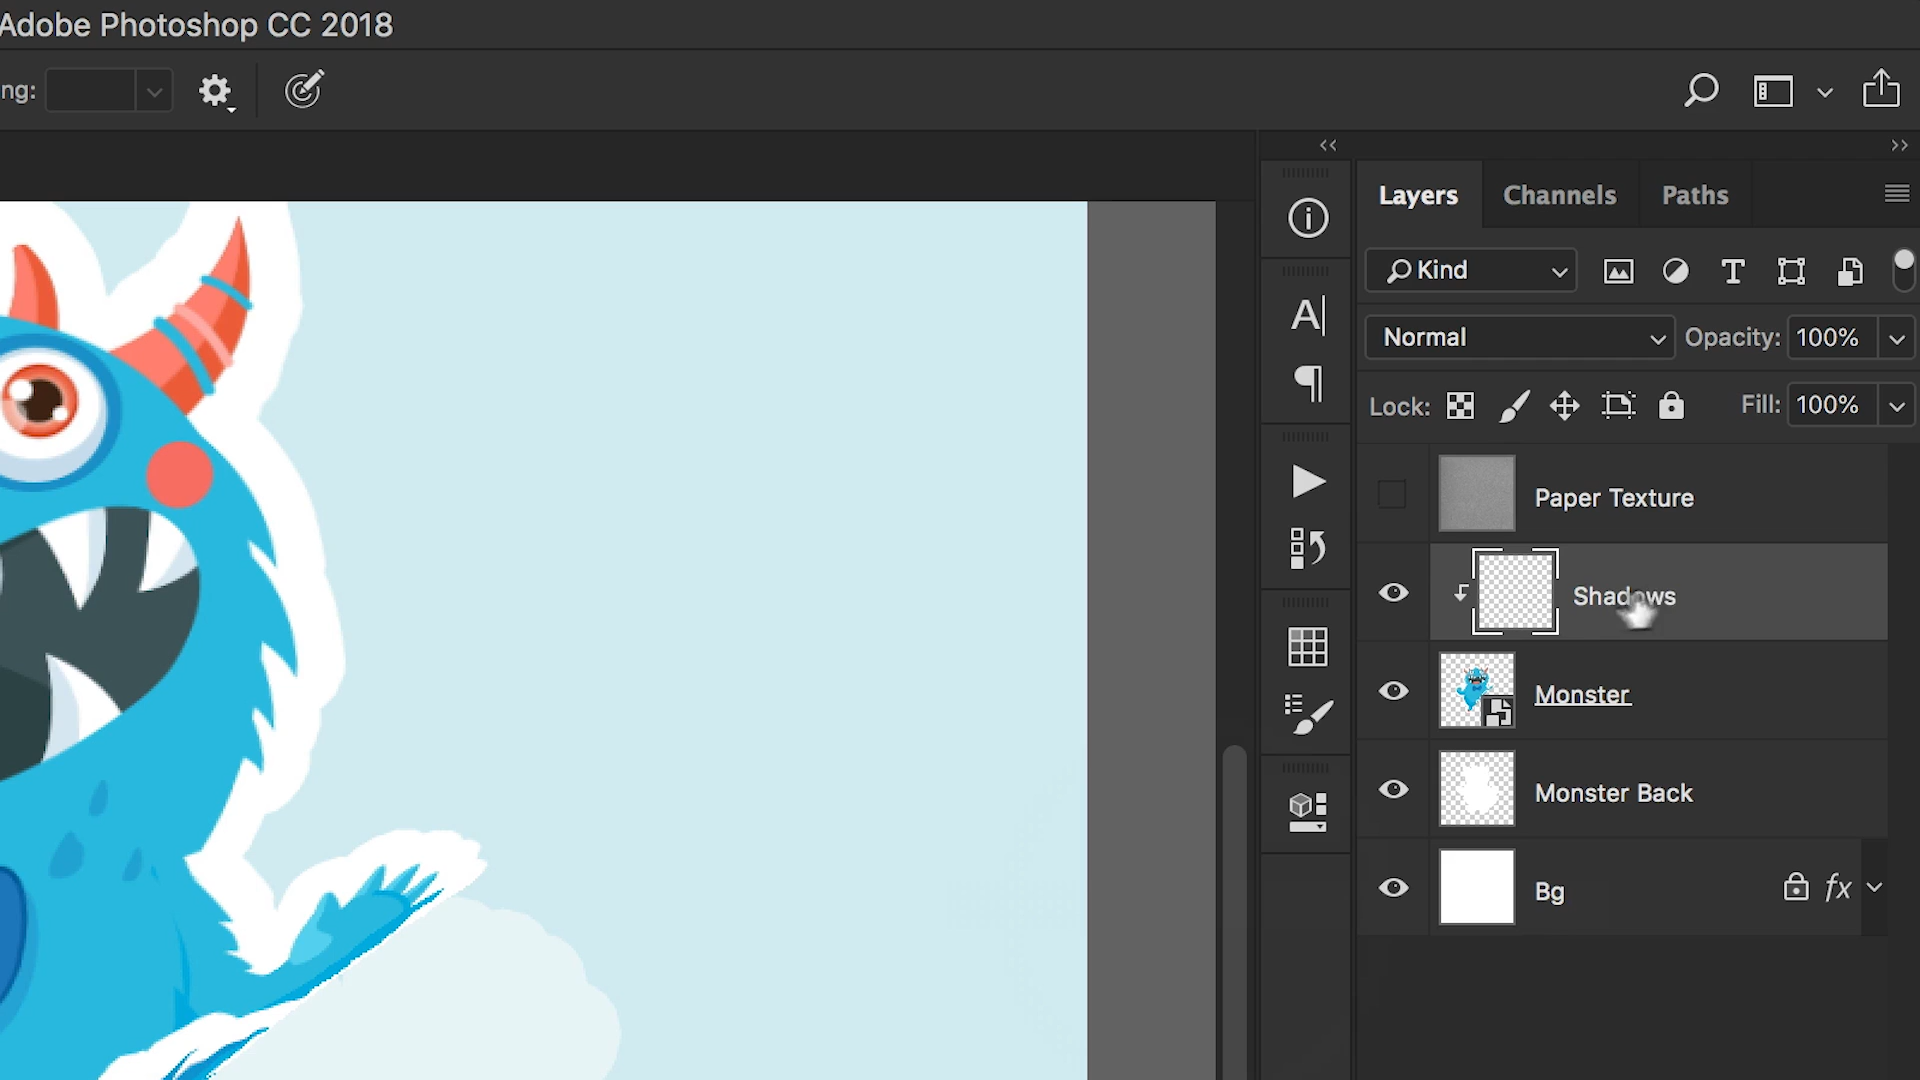 Adobe Photoshop CC 2018
ng:
Layers Channels Paths
Kind
Normal Opacity: 100%
Lock: Fill: 100%
Paper Texture
Shadows
Monster
Monster Back
Bg fx